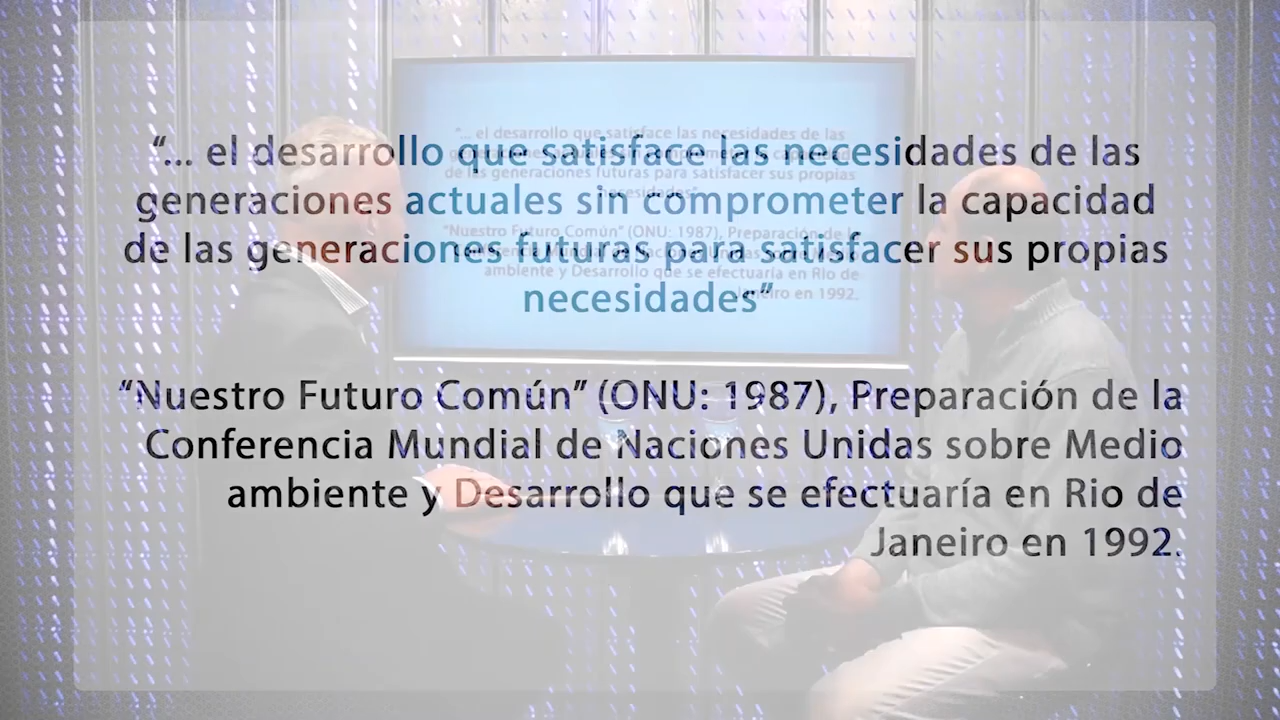 “... el desarrollo que satisface las necesidades de las
generaciones actuales sin comprometer la capacidad
de las generaciones futuras para satisfacer sus propias
necesidades”
“Nuestro Futuro Común” (ONU: 1987), Preparación de la
Conferencia Mundial de Naciones Unidas sobre Medio
ambiente y Desarrollo que se efectuaría en Rio de
Janeiro en 1992.